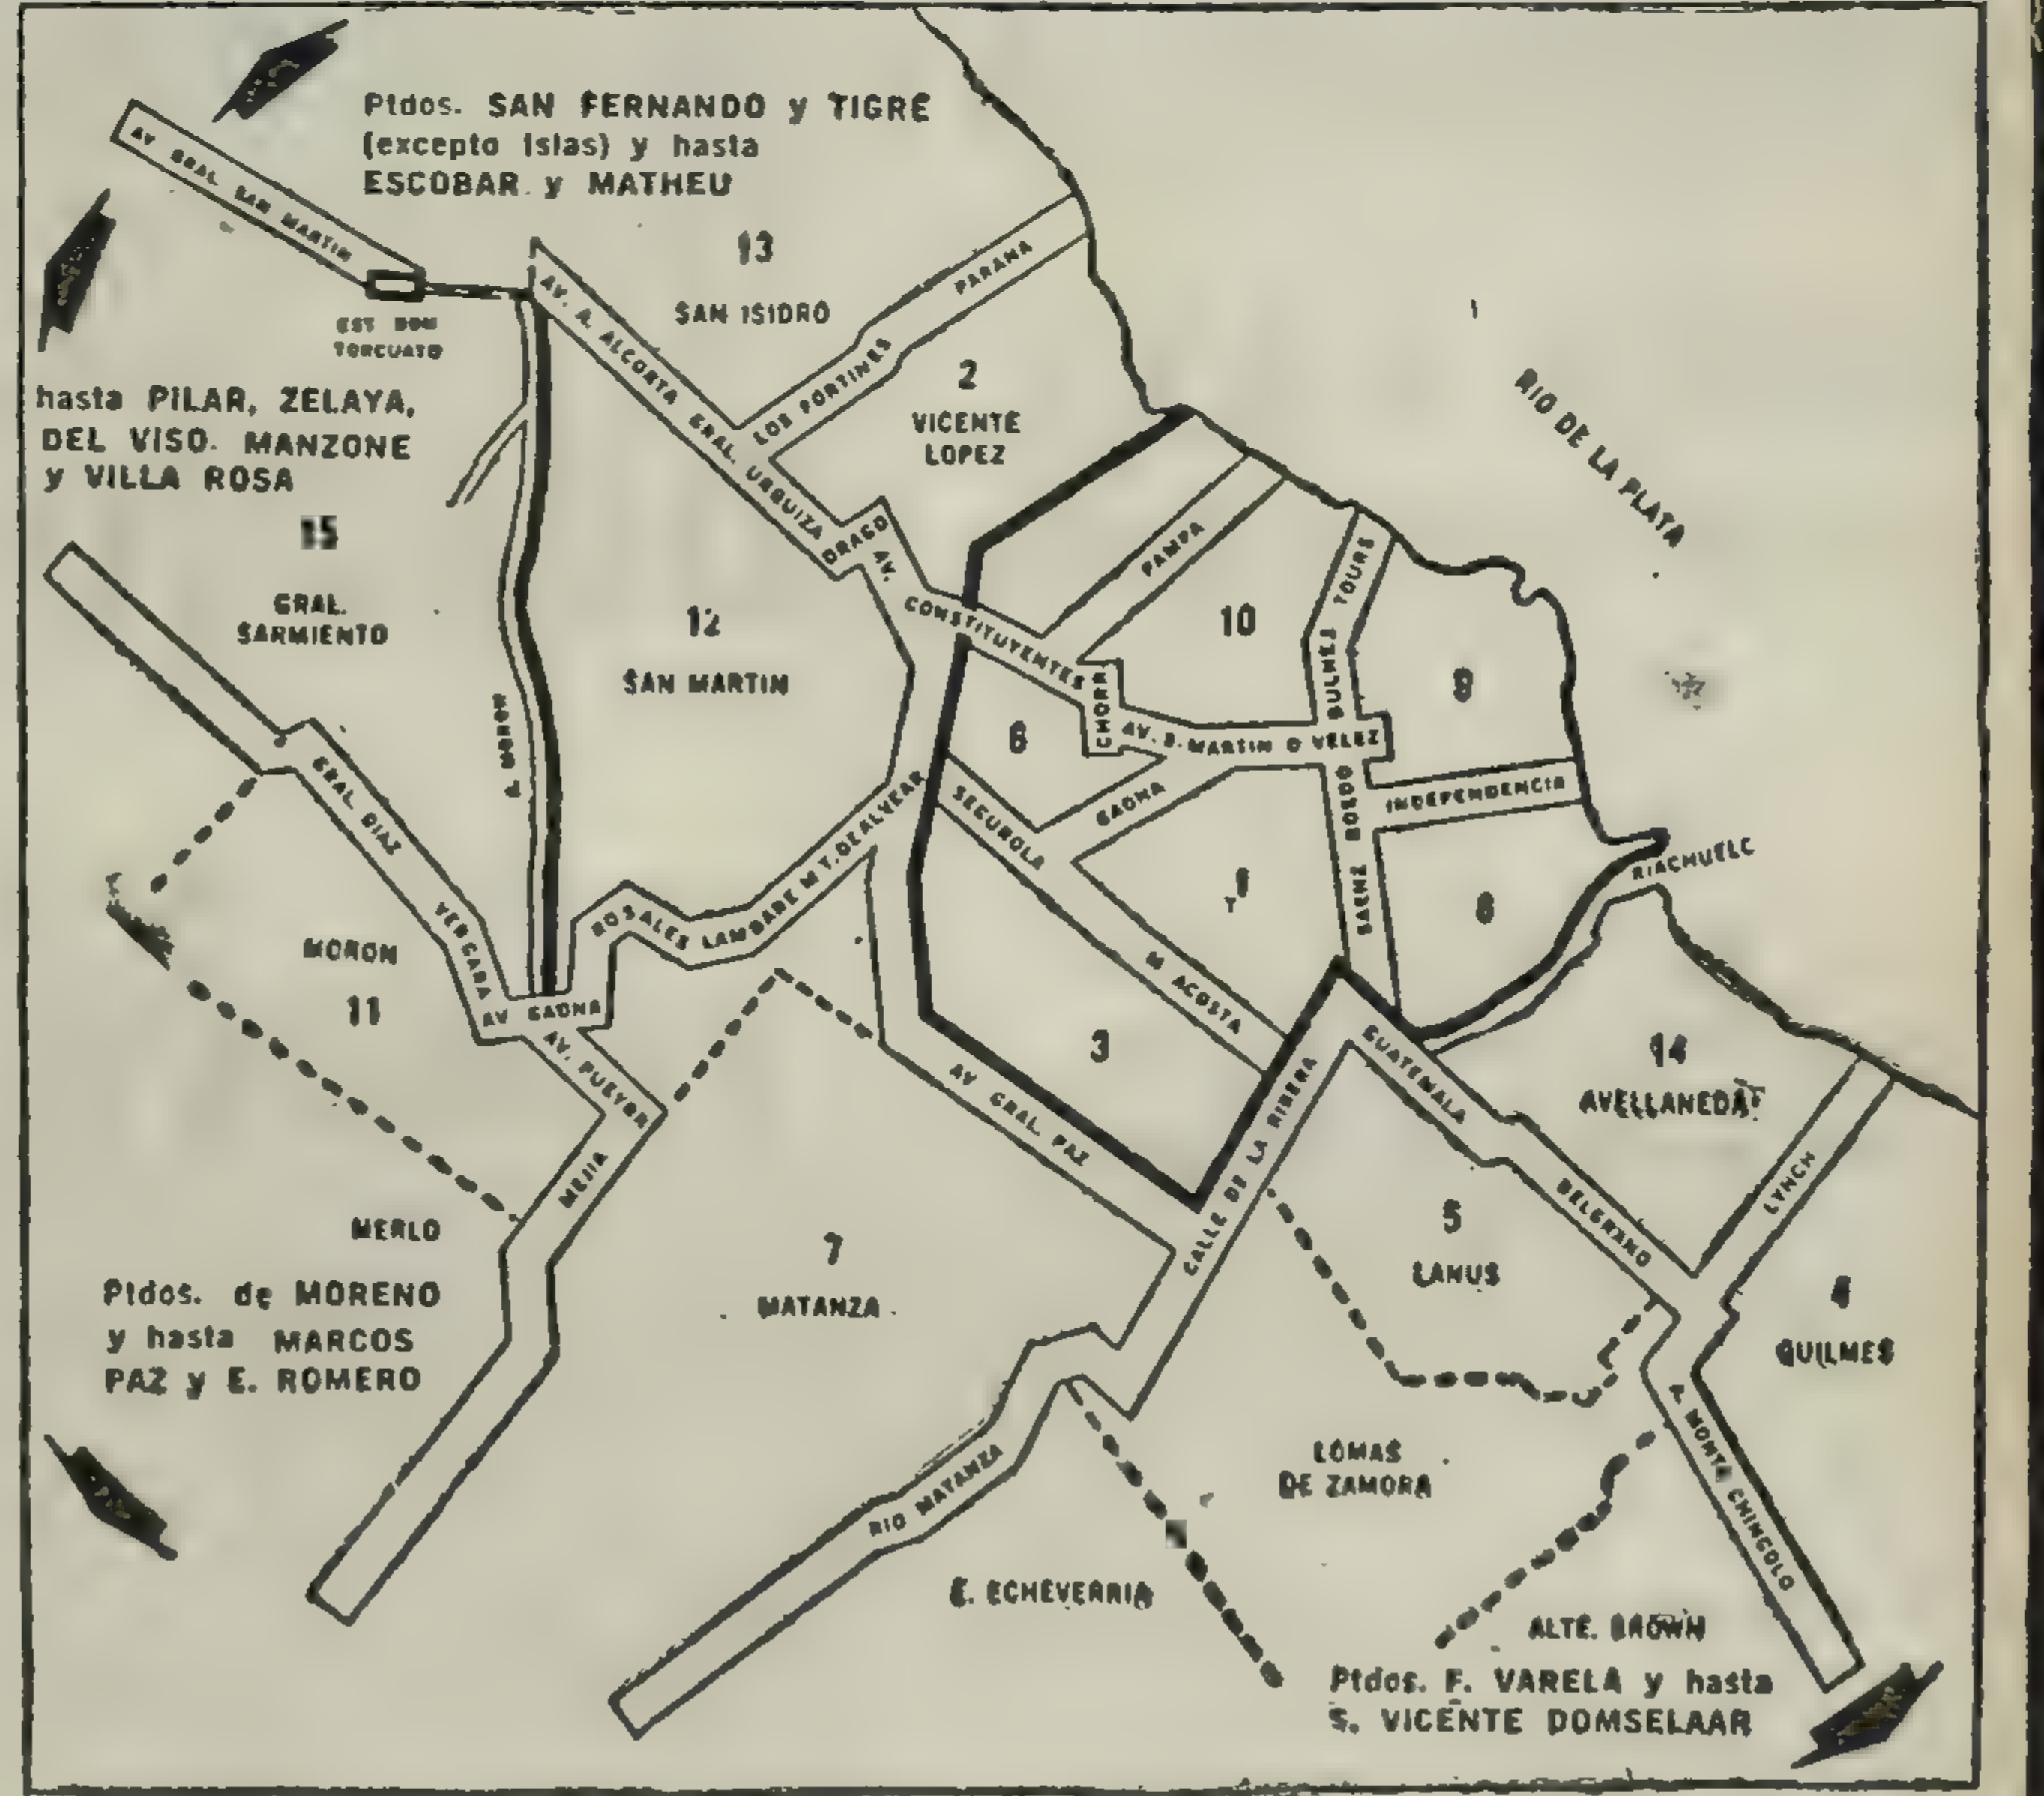 Ptdos. SAN FERNANDO y TIGRE
(excepto islas) y hasta
ESCOBAR y MATHEU
AV GRAL. SAN MARTIN
13
SAN ISIDRO
PARANA
EST DON
TORCUATO
AV. A. ALCORTA GRAL. URQUIZA
LOS FORTINES
2
VICENTE
LOPEZ
RIO DE LA PLATA
hasta PILAR, ZELAYA,
DEL VISO. MANZONE
y VILLA ROSA
15
GRAL.
SARMIENTO
DRAGO
AV.
CONSTITUYENTES
PAMPA
10
TOURS
BULNES
9
12
SAN MARTIN
CHORR
AV. S. MARTIN D VELEZ
6
A. MORON
GRAL. DIAZ
SEGUROLA
GAONA
BOEDO
INDEPENDENCIA
SAENZ
RIACHUELO
ROSALES LAMBARE M T. DE ALVEAR
VERGARA
AV GAONA
MORON
11
8
M ACOSTA
AV. PUEYRR
3
AV GRAL. PAZ
CALLE DE LA RIBERA
GUATEMALA
14
AVELLANEDA
MEJIA
BELGRANO
LYNCH
MERLO
7
MATANZA
5
LANUS
4
QUILMES
Ptdos. de MORENO
y hasta MARCOS
PAZ y E. ROMERO
RIO MATANZA
LOMAS
DE ZAMORA
A. MONTE CHINGOLO
E. ECHEVERRIA
ALTE. BROWN
Ptdos. F. VARELA y hasta
S. VICENTE DOMSELAAR